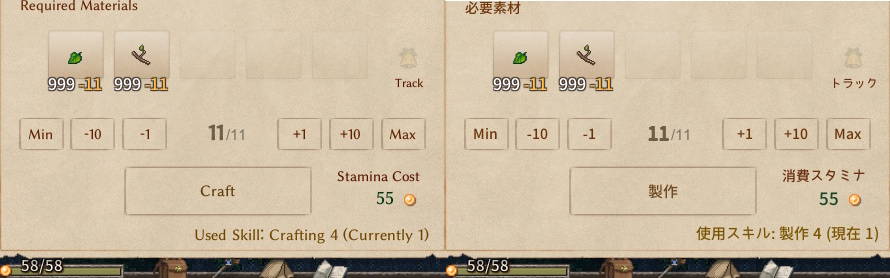 Required Materials
999 -11 999 -11
Track
Min -10 -1 11/11 +1 +10 Max
Craft
Stamina Cost
55
Used Skill: Crafting 4 (Currently 1)
58/58
必要素材
999 -11 999 -11
トラック
Min -10 -1 11/11 +1 +10 Max
製作
消費スタミナ
55
使用スキル: 製作 4 (現在 1)
58/58